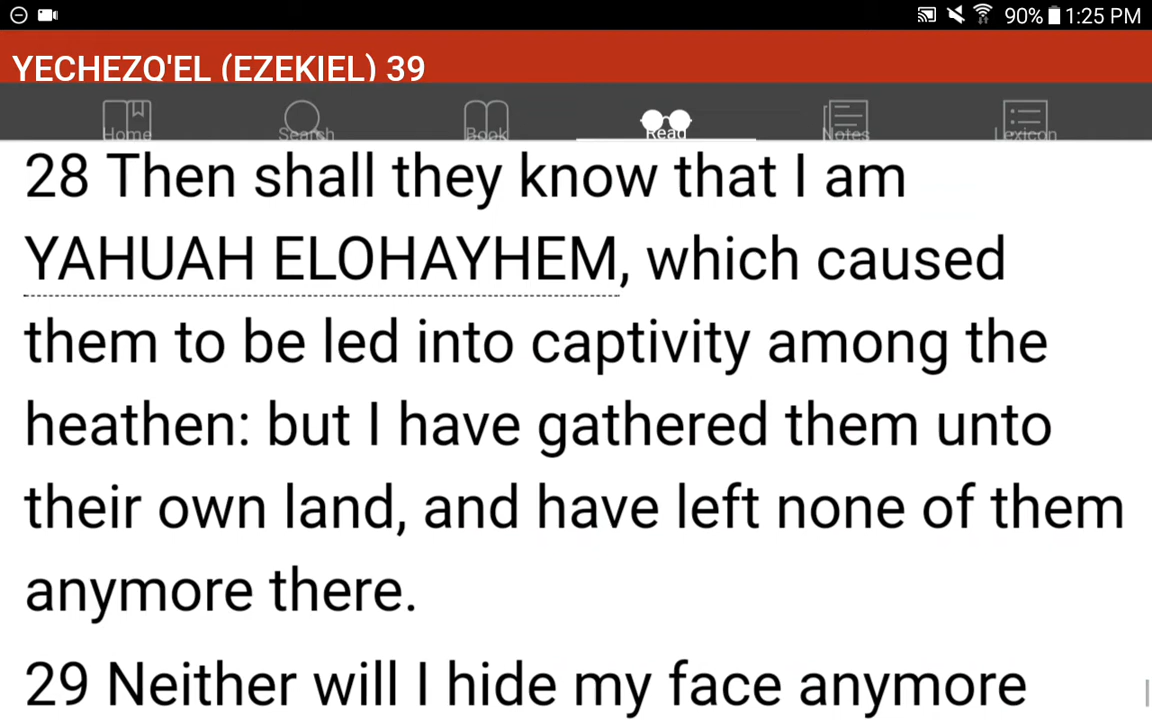 90% 1:25 PM
YECHEZQ'EL (EZEKIEL) 39
Home Search Book Read Notes Lexicon
28 Then shall they know that I am
YAHUAH ELOHAYHEM, which caused
them to be led into captivity among the
heathen: but I have gathered them unto
their own land, and have left none of them
anymore there.
29 Neither will I hide my face anymore